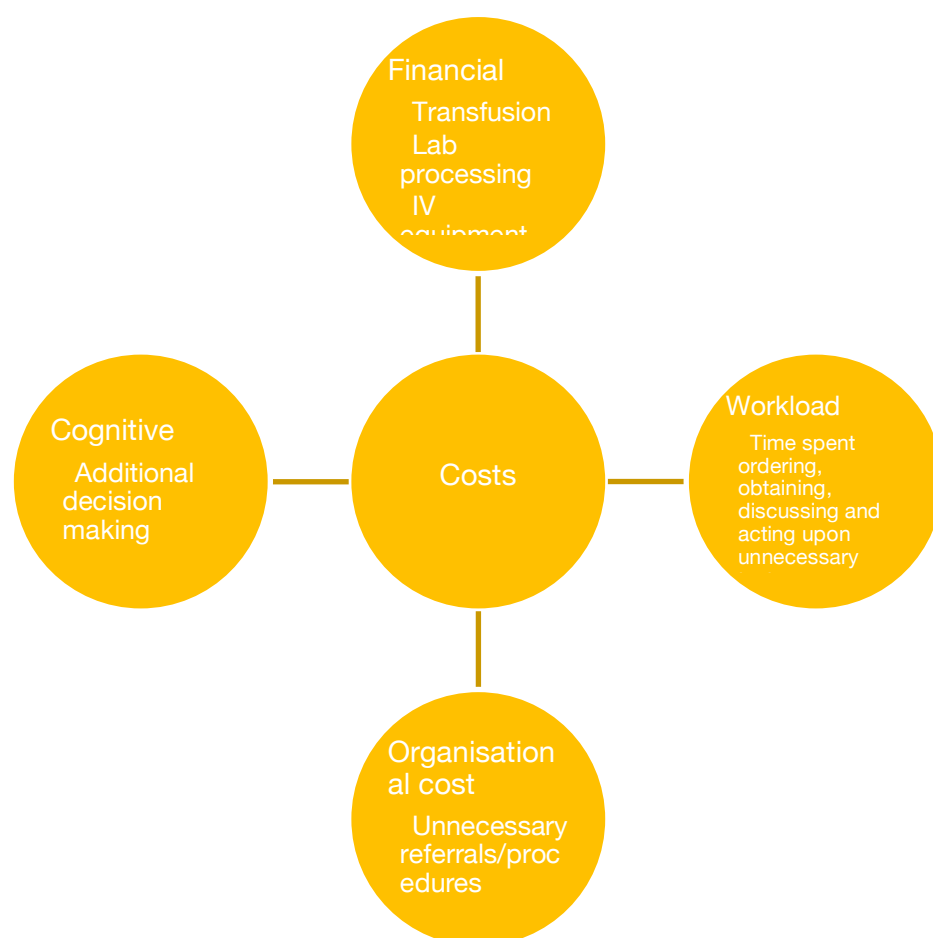 Financial
Transfusion
Lab
processing
IV
equipment
Cognitive
Additional
decision
making
Costs
Workload
Time spent
ordering,
obtaining,
discussing and
acting upon
unnecessary
Organisation
al cost
Unnecessary
referrals/proc
edures